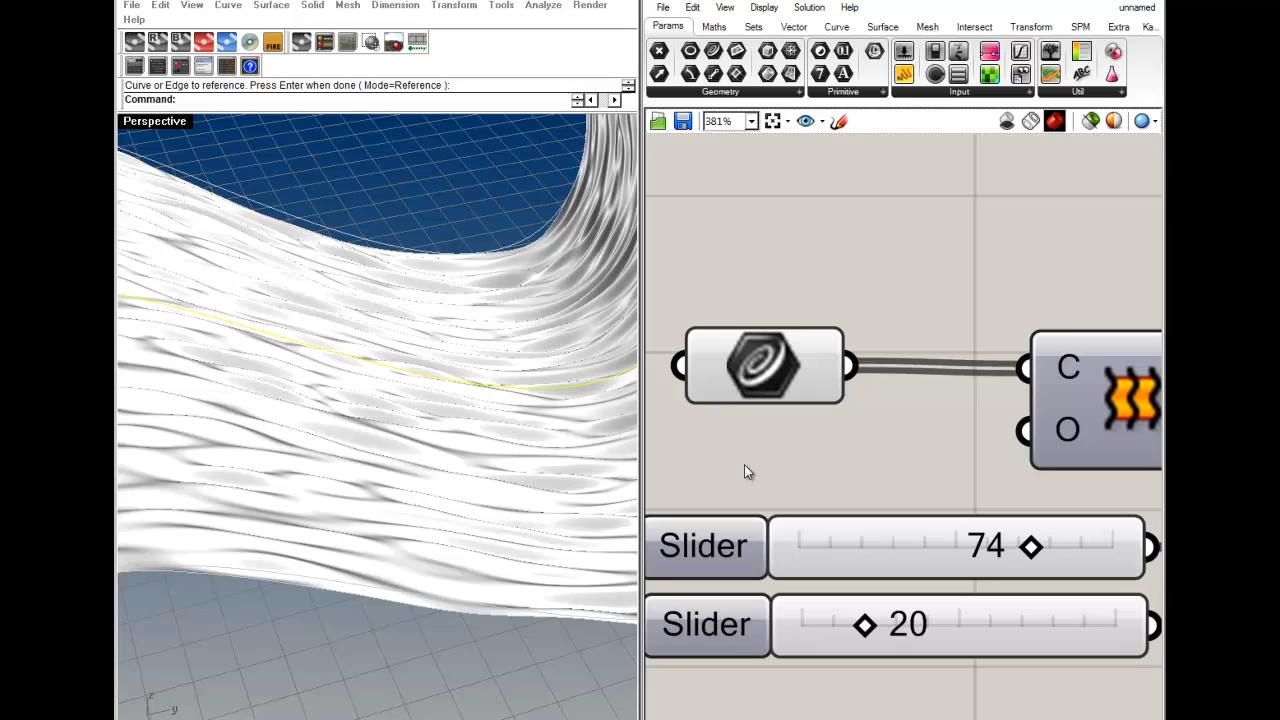 File Edit View Curve Surface Solid Mesh Dimension Transform Tools Analyze Render
Help
FIRE
Curve or Edge to reference. Press Enter when done ( Mode=Reference ):
Command:
Perspective
z
y
File Edit View Display Solution Help
unnamed
Params Maths Sets Vector Curve Surface Mesh Intersect Transform SPM Extra Ka...
Geometry Primitive Input Util
381%
C
O
Slider 74
Slider 20